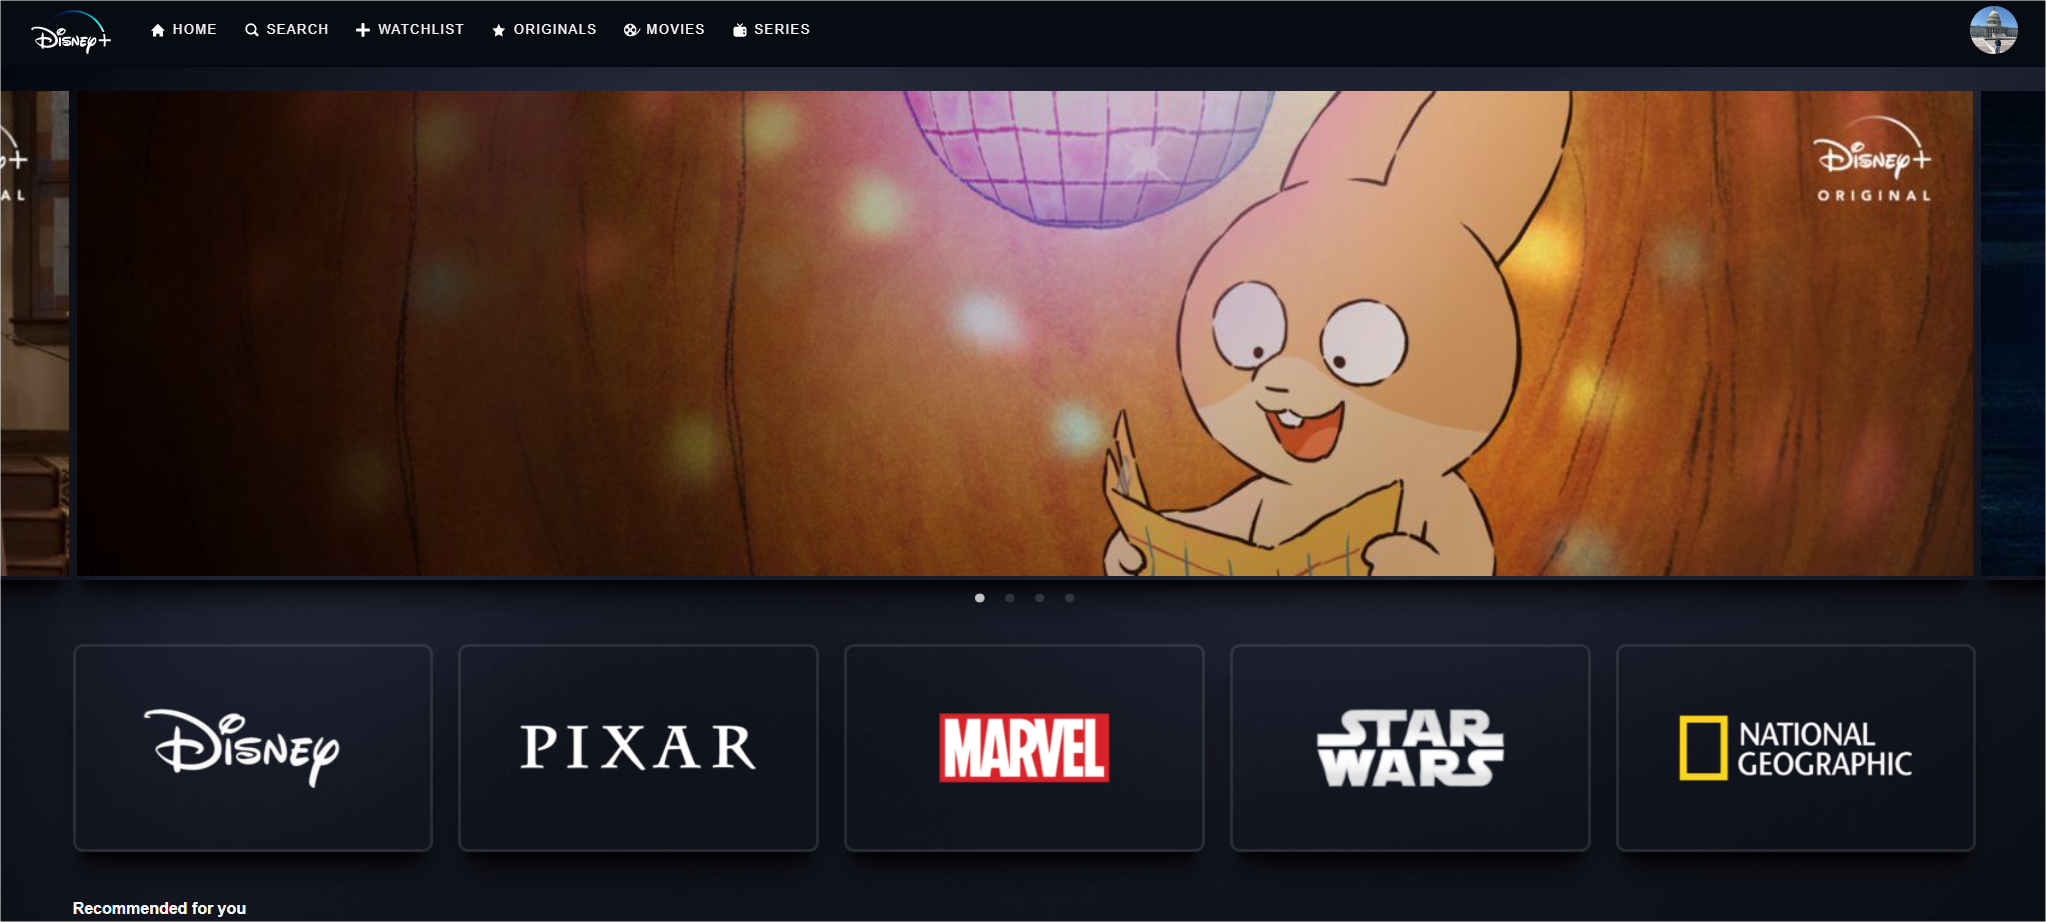 Disney+
HOME
SEARCH
WATCHLIST
ORIGINALS
MOVIES
SERIES
y+
AL
Disney+
ORIGINAL
Disney
PIXAR
MARVEL
STAR
WARS
NATIONAL
GEOGRAPHIC
Recommended for you